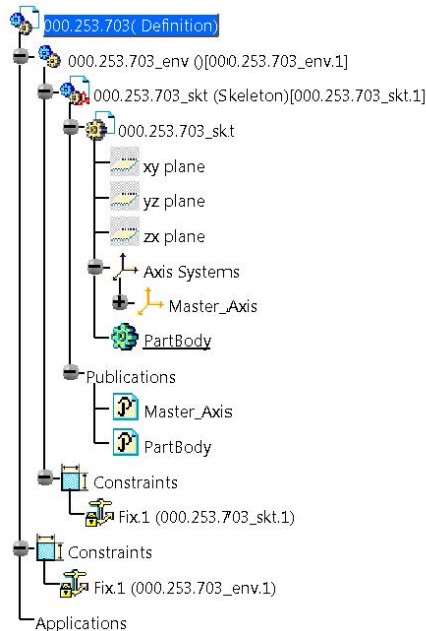 000.253.703( Definition)
000.253.703_env ()[000.253.703_env.1]
000.253.703_skt (Skeleton)[000.253.703_skt.1]
000.253.703_skt
xy plane
yz plane
zx plane
Axis Systems
Master_Axis
PartBody
Publications
Master_Axis
PartBody
Constraints
Fix.1 (000.253.703_skt.1)
Constraints
Fix.1 (000.253.703_env.1)
Applications